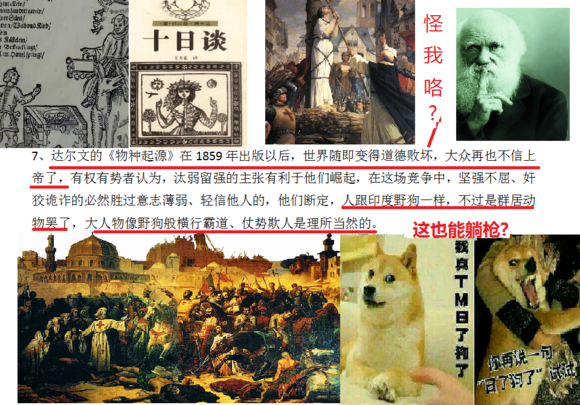 十日谈
怪我咯?
7、达尔文的《物种起源》在 1859 年出版以后，世界随即变得道德败坏，大众再也不信上
帝了，有权有势者认为，汰弱留强的主张有利于他们崛起，在这场竞争中，坚强不屈、奸
狡诡诈的必然胜过意志薄弱、轻信他人的，他们断定，人跟印度野狗一样，不过是群居动
物罢了，大人物像野狗般横行霸道、仗势欺人是理所当然的。
这也能躺枪?
我真TM日了狗了
你再说一句
"日了狗了"试试